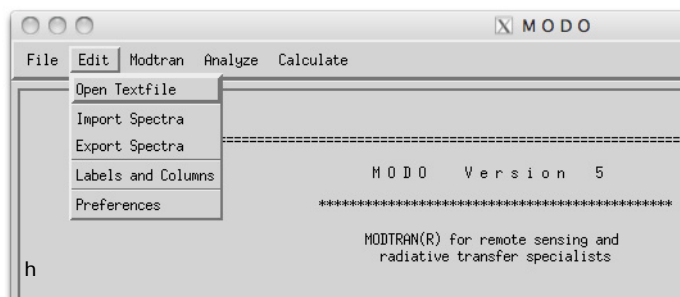 X MODO
File Edit Modtran Analyze Calculate
Open Textfile
Import Spectra
Export Spectra
Labels and Columns
Preferences
================================================================
M O D O   V e r s i o n   5
**********************************************
MODTRAN(R) for remote sensing and
radiative transfer specialists
h